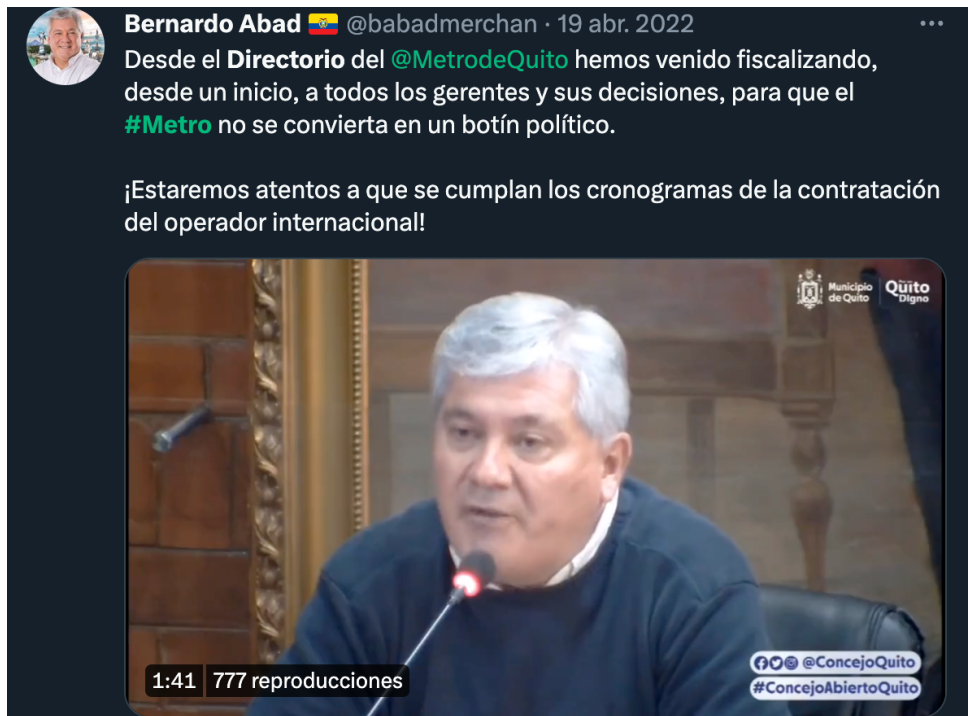 Bernardo Abad 🇪🇨 @babadmerchan · 19 abr. 2022
Desde el Directorio del @MetrodeQuito hemos venido fiscalizando,
desde un inicio, a todos los gerentes y sus decisiones, para que el
#Metro no se convierta en un botín político.
¡Estaremos atentos a que se cumplan los cronogramas de la contratación
del operador internacional!
Municipio
de Quito
Quito
Digno
@ConcejoQuito
#ConcejoAbiertoQuito
1:41 777 reproducciones